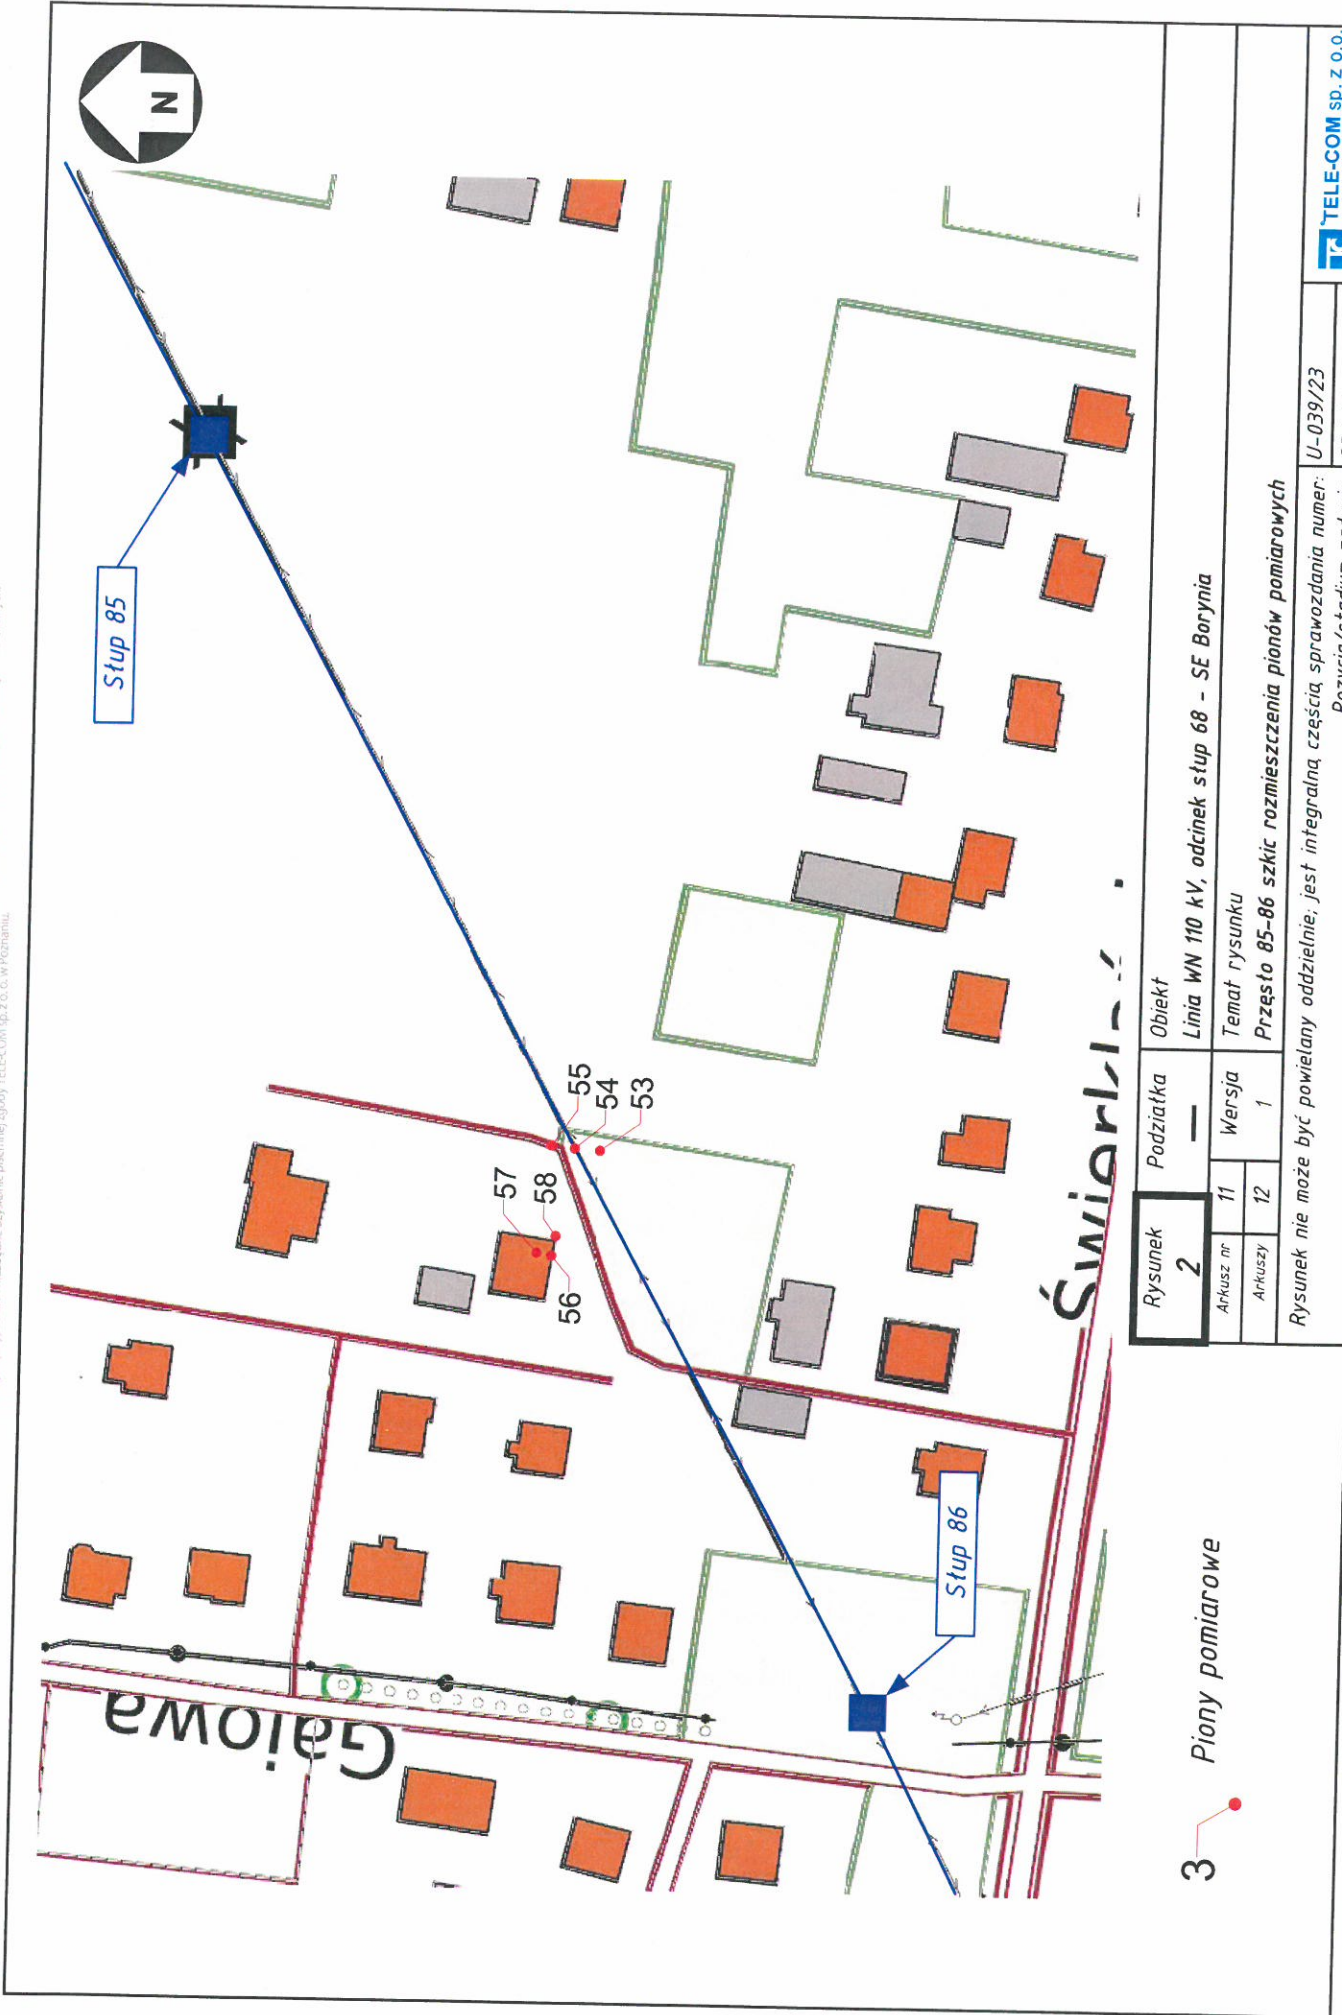 N
Słup 85
55
54
53
57
58
56
Słup 86
Gajowa
3
Piony pomiarowe
Rysunek
2
Podziałka
—
Obiekt
Linia WN 110 kV, odcinek słup 68 - SE Borynia
Arkusz nr
11
Wersja
Temat rysunku
Arkuszy
12
1
Przęsło 85-86 szkic rozmieszczenia pionów pomiarowych
Rysunek nie może być powielany oddzielnie; jest integralną częścią sprawozdania numer:
U-039/23
TELE-COM sp. z o.o.